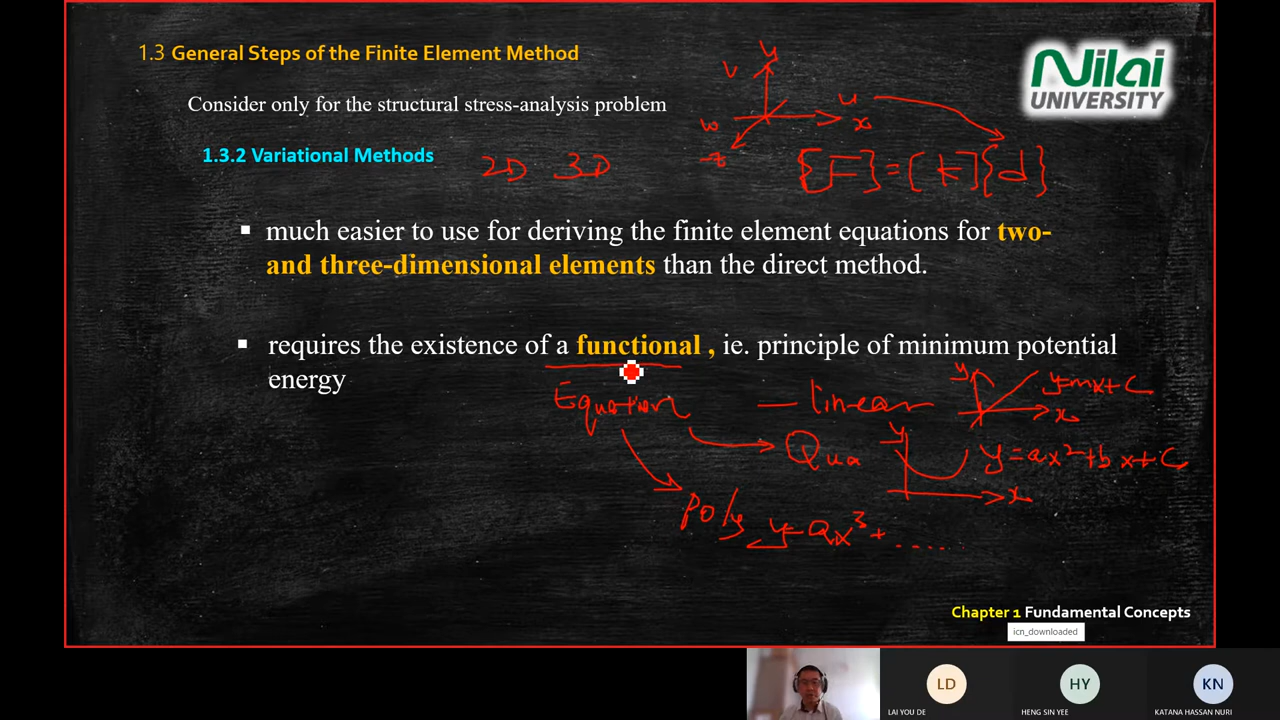 1.3 General Steps of the Finite Element Method
Nilai
UNIVERSITY
Consider only for the structural stress-analysis problem
y
v
u
x
w
-z
{F}=[k]{d}
1.3.2 Variational Methods
2D 3D
much easier to use for deriving the finite element equations for two-
and three-dimensional elements than the direct method.
requires the existence of a functional , ie. principle of minimum potential
energy
Equation
linear
y
x
y=mx+c
Qua
y
x
y=ax²+bx+c
Poly
y=ax³+......
Chapter 1 Fundamental Concepts
icn_downloaded
LD
HY
KN
LAI YOU DE
HENG SIN YEE
KATANA HASSAN NURI